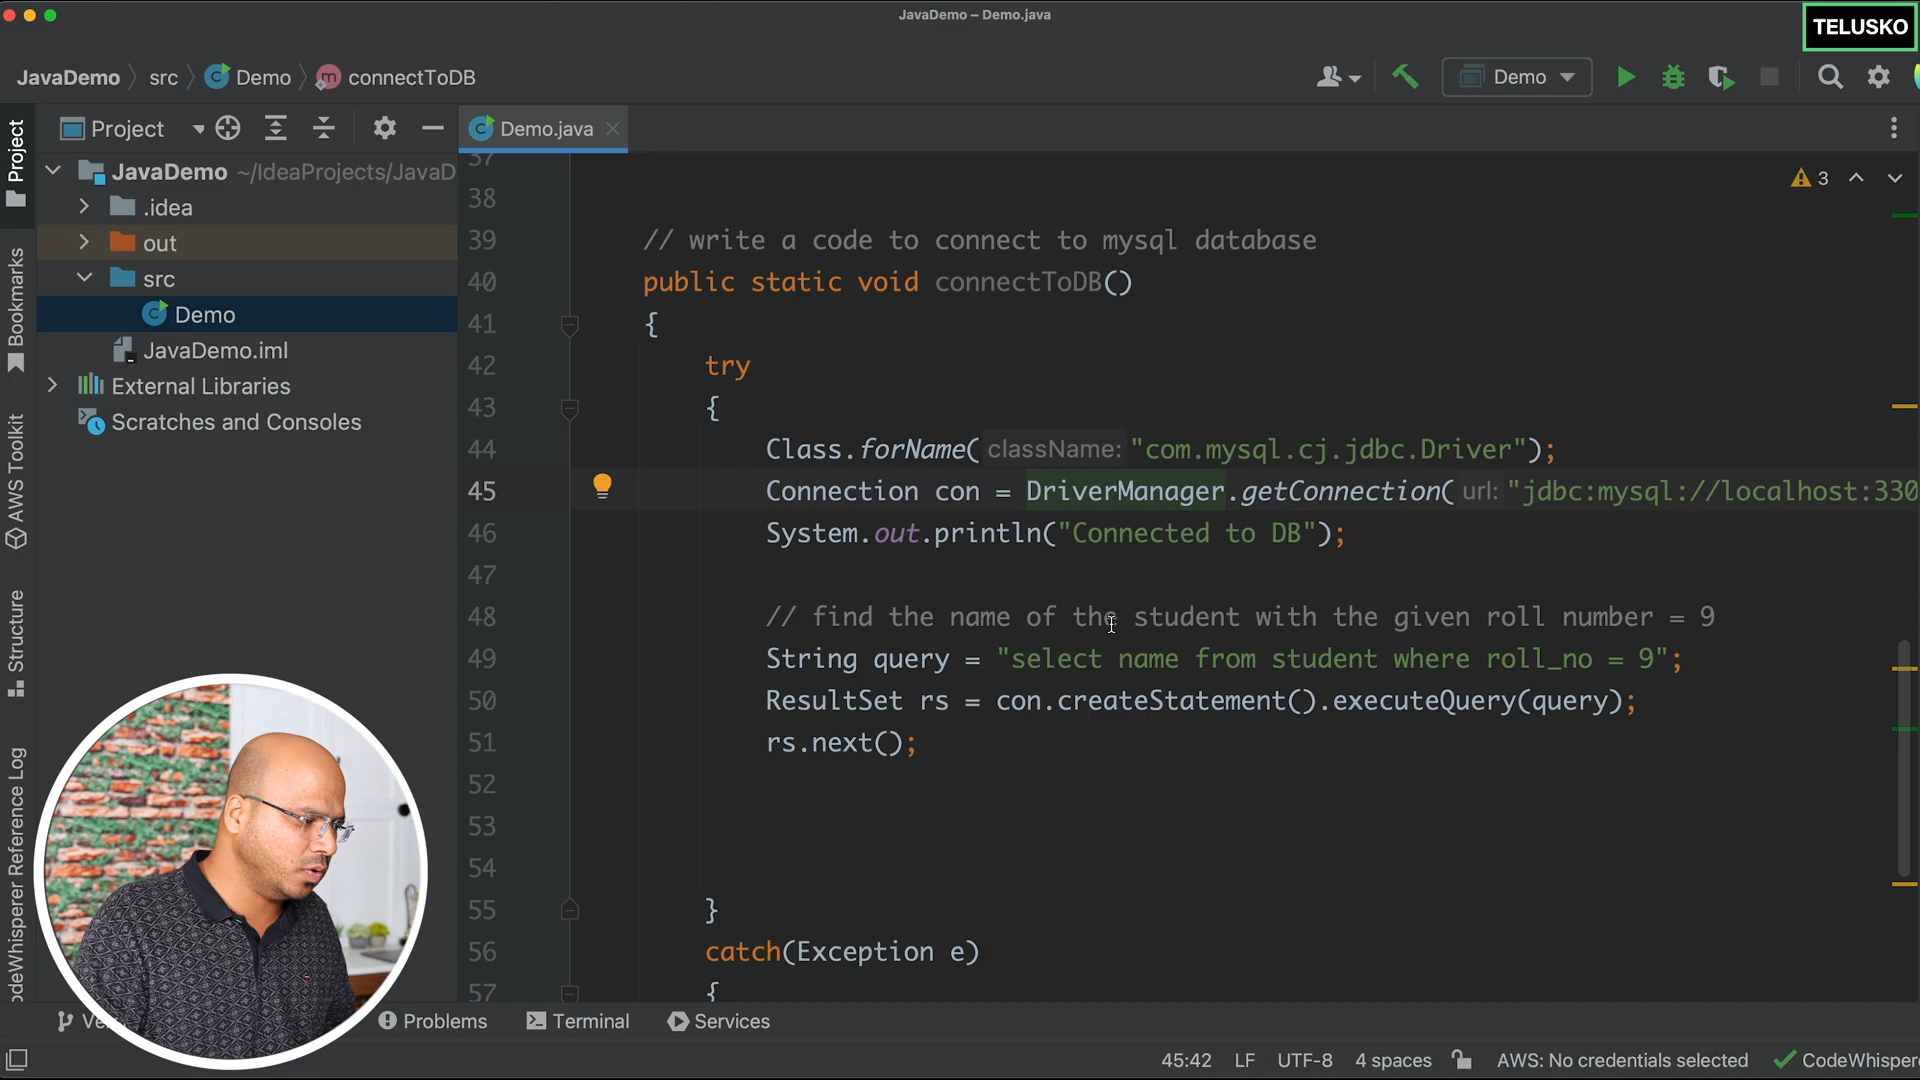 JavaDemo – Demo.java
TELUSKO
JavaDemo src Demo connectToDB
Demo
Project
Demo.java
JavaDemo ~/IdeaProjects/JavaD
.idea
out
src
Demo
JavaDemo.iml
External Libraries
Scratches and Consoles
Project
Bookmarks
AWS Toolkit
Structure
odeWhisperer Reference Log
3
37
38
39 // write a code to connect to mysql database
40 public static void connectToDB()
41 {
42 try
43 {
44 Class.forName( className: "com.mysql.cj.jdbc.Driver");
45 Connection con = DriverManager.getConnection( url: "jdbc:mysql://localhost:330
46 System.out.println("Connected to DB");
47
48 // find the name of the student with the given roll number = 9
49 String query = "select name from student where roll_no = 9";
50 ResultSet rs = con.createStatement().executeQuery(query);
51 rs.next();
52
53
54
55 }
56 catch(Exception e)
57 {
Problems Terminal Services
45:42 LF UTF-8 4 spaces AWS: No credentials selected CodeWhisper